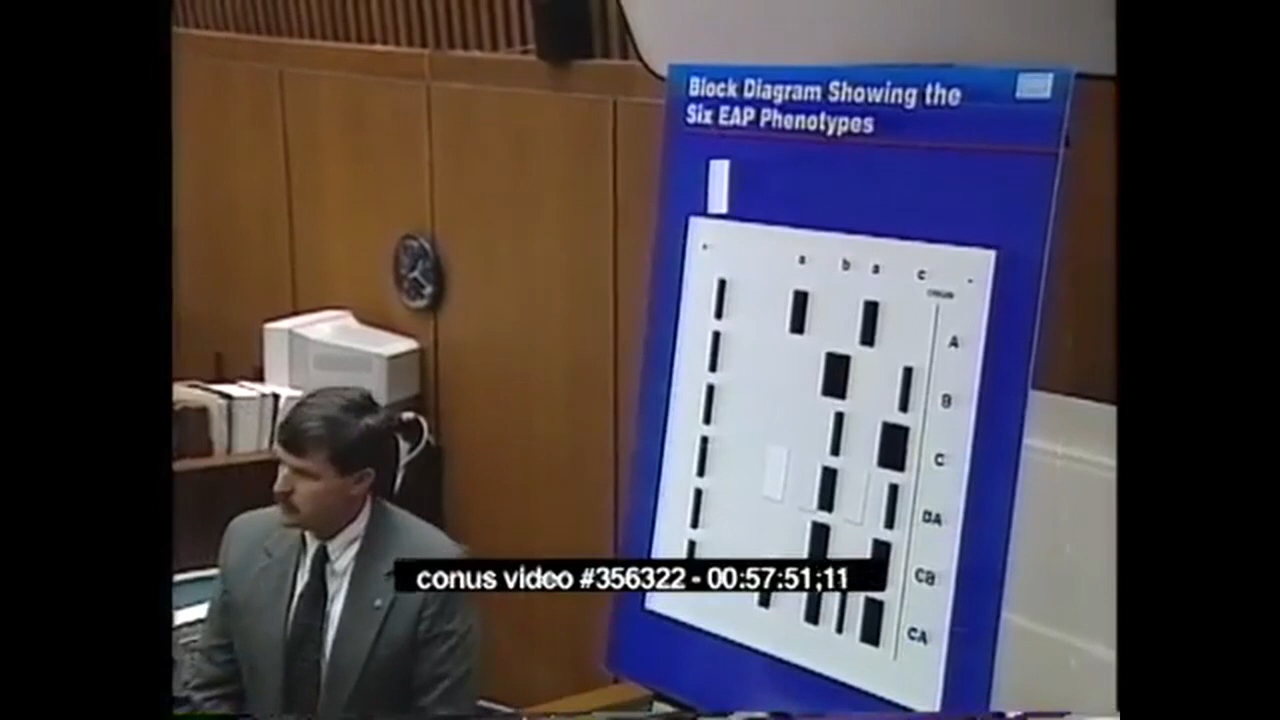 Block Diagram Showing the
Six EAP Phenotypes
a b a c -
A
B
C
BA
CB
CA
conus video #356322 - 00:57:51;11